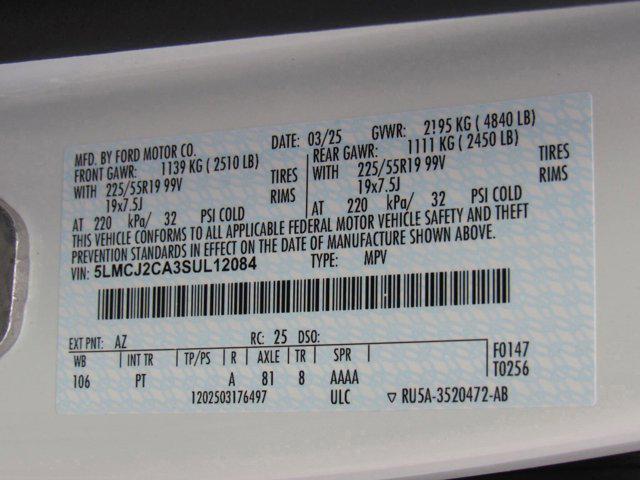 MFD. BY FORD MOTOR CO. DATE: 03/25 GVWR: 2195 KG ( 4840 LB)
FRONT GAWR: 1139 KG ( 2510 LB) REAR GAWR: 1111 KG ( 2450 LB)
WITH 225/55R19 99V TIRES WITH 225/55R19 99V TIRES
19x7.5J RIMS 19x7.5J RIMS
AT 220 kPa/ 32 PSI COLD AT 220 kPa/ 32 PSI COLD
THIS VEHICLE CONFORMS TO ALL APPLICABLE FEDERAL MOTOR VEHICLE SAFETY AND THEFT
PREVENTION STANDARDS IN EFFECT ON THE DATE OF MANUFACTURE SHOWN ABOVE.
VIN: 5LMCJ2CA3SUL12084 TYPE: MPV
EXT PNT: AZ RC: 25 DSO:
WB INT TR TP/PS R AXLE TR SPR F0147
106 PT A 81 8 AAAA T0256
1202503176497 ULC RU5A-3520472-AB